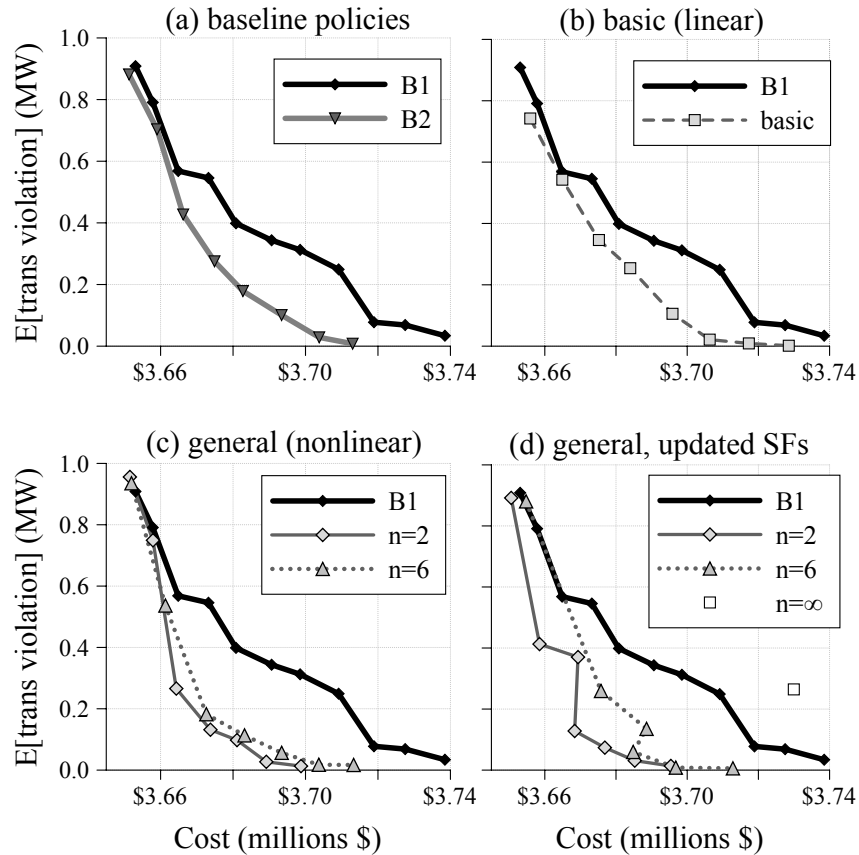 (a) baseline policies
(b) basic (linear)
E[trans violation] (MW)
1.0
0.8
0.6
0.4
0.2
0.0
B1
B2
B1
basic
$3.66
$3.70
$3.74
$3.66
$3.70
$3.74
(c) general (nonlinear)
(d) general, updated SFs
E[trans violation] (MW)
1.0
0.8
0.6
0.4
0.2
0.0
B1
n=2
n=6
B1
n=2
n=6
n=∞
$3.66
$3.70
$3.74
$3.66
$3.70
$3.74
Cost (millions $)
Cost (millions $)